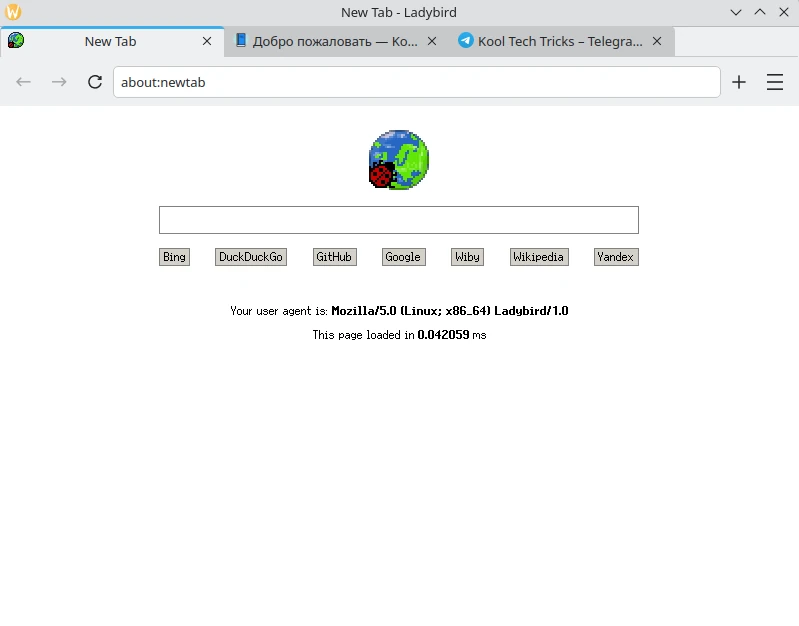 New Tab - Ladybird
New Tab
Добро пожаловать — Ko...
Kool Tech Tricks – Telegra...
about:newtab
Bing DuckDuckGo GitHub Google Wiby Wikipedia Yandex
Your user agent is: Mozilla/5.0 (Linux; x86_64) Ladybird/1.0
This page loaded in 0.042059 ms